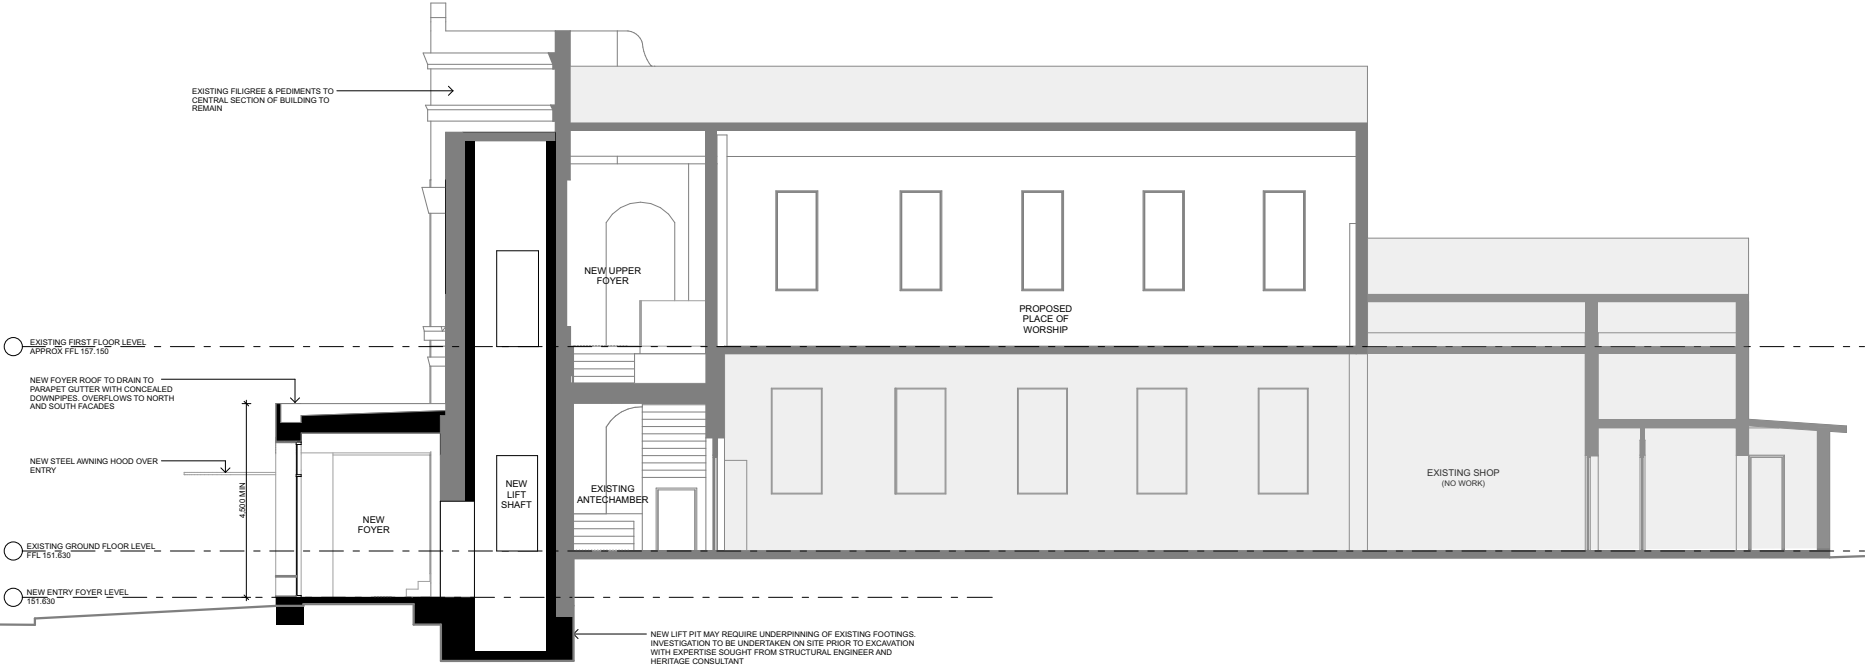 EXISTING FILIGREE & PEDIMENTS TO
CENTRAL SECTION OF BUILDING TO
REMAIN
NEW UPPER
FOYER
PROPOSED
PLACE OF
WORSHIP
EXISTING FIRST FLOOR LEVEL
APPROX FFL 157.150
NEW FOYER ROOF TO DRAIN TO
PARAPET GUTTER WITH CONCEALED
DOWNPIPES. OVERFLOWS TO NORTH
AND SOUTH FACADES
NEW STEEL AWNING HOOD OVER
ENTRY
4,500 MIN
NEW
FOYER
NEW
LIFT
SHAFT
EXISTING
ANTECHAMBER
EXISTING SHOP
(NO WORK)
EXISTING GROUND FLOOR LEVEL
FFL 151.630
NEW ENTRY FOYER LEVEL
151.630
NEW LIFT PIT MAY REQUIRE UNDERPINNING OF EXISTING FOOTINGS.
INVESTIGATION TO BE UNDERTAKEN ON SITE PRIOR TO EXCAVATION
WITH EXPERTISE SOUGHT FROM STRUCTURAL ENGINEER AND
HERITAGE CONSULTANT